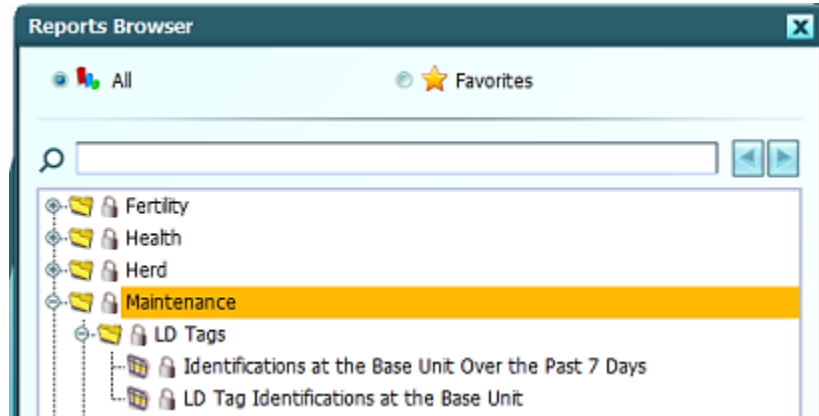 Reports Browser
All Favorites
Fertility
Health
Herd
Maintenance
LD Tags
Identifications at the Base Unit Over the Past 7 Days
LD Tag Identifications at the Base Unit